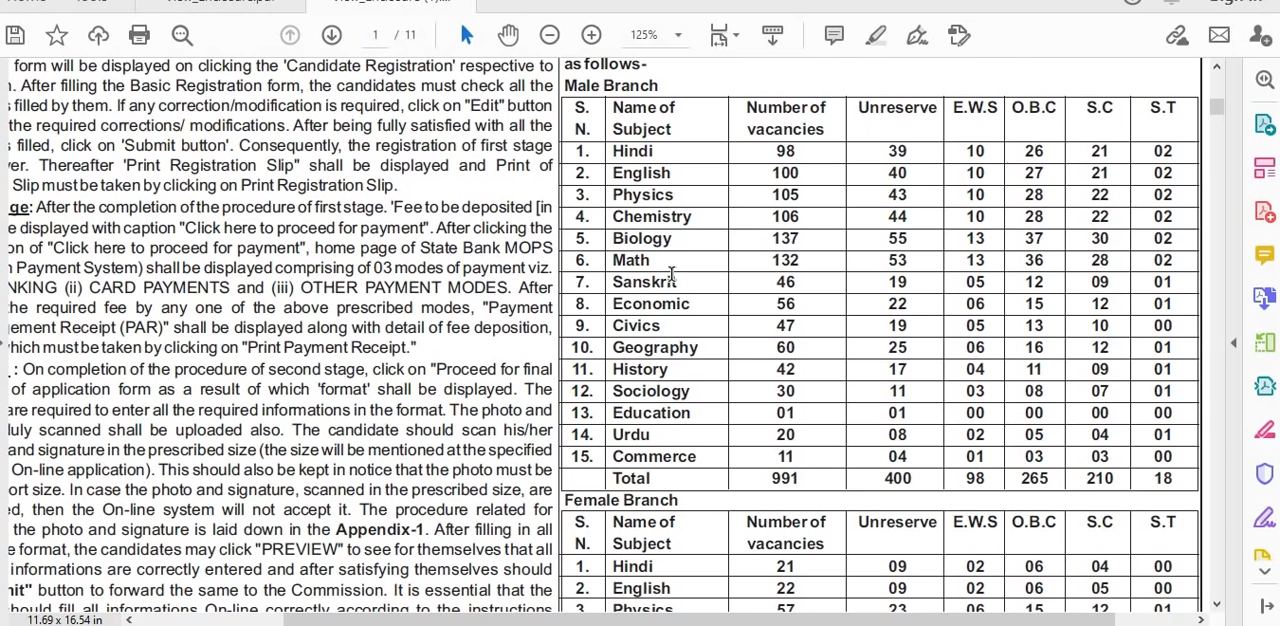 1 / 11
125%
form will be displayed on clicking the 'Candidate Registration' respective to
After filling the Basic Registration form, the candidates must check all the
filled by them. If any correction/modification is required, click on "Edit" button
the required corrections/ modifications. After being fully satisfied with all the
filled, click on 'Submit button'. Consequently, the registration of first stage
Thereafter 'Print Registration Slip" shall be displayed and Print of
Slip must be taken by clicking on Print Registration Slip.
After the completion of the procedure of first stage. 'Fee to be deposited [in
displayed with caption "Click here to proceed for payment". After clicking the
on of "Click here to proceed for payment", home page of State Bank MOPS
Payment System) shall be displayed comprising of 03 modes of payment viz.
NKING (ii) CARD PAYMENTS and (iii) OTHER PAYMENT MODES. After
he required fee by any one of the above prescribed modes, "Payment
ement Receipt (PAR)" shall be displayed along with detail of fee deposition,
hich must be taken by clicking on "Print Payment Receipt."
: On completion of the procedure of second stage, click on "Proceed for final
of application form as a result of which 'format' shall be displayed. The
are required to enter all the required informations in the format. The photo and
uly scanned shall be uploaded also. The candidate should scan his/her
and signature in the prescribed size (the size will be mentioned at the specified
On-line application). This should also be kept in notice that the photo must be
ort size. In case the photo and signature, scanned in the prescribed size, are
ed, then the On-line system will not accept it. The procedure related for
the photo and signature is laid down in the Appendix-1. After filling in all
e format, the candidates may click "PREVIEW" to see for themselves that all
informations are correctly entered and after satisfying themselves should
button to forward the same to the Commission. It is essential that the
hould fill all informations On-line correctly according to the instructions
as follows-
Male Branch
S. N. Name of Subject Number of vacancies Unreserve E.W.S O.B.C S.C S.T
1. Hindi 98 39 10 26 21 02
2. English 100 40 10 27 21 02
3. Physics 105 43 10 28 22 02
4. Chemistry 106 44 10 28 22 02
5. Biology 137 55 13 37 30 02
6. Math 132 53 13 36 28 02
7. Sanskrit 46 19 05 12 09 01
8. Economic 56 22 06 15 12 01
9. Civics 47 19 05 13 10 00
10. Geography 60 25 06 16 12 01
11. History 42 17 04 11 09 01
12. Sociology 30 11 03 08 07 01
13. Education 01 01 00 00 00 00
14. Urdu 20 08 02 05 04 01
15. Commerce 11 04 01 03 03 00
Total 991 400 98 265 210 18
Female Branch
S. N. Name of Subject Number of vacancies Unreserve E.W.S O.B.C S.C S.T
1. Hindi 21 09 02 06 04 00
2. English 22 09 02 06 05 00
3. Physics 57 23 06 15 12 01
11.69 x 16.54 in